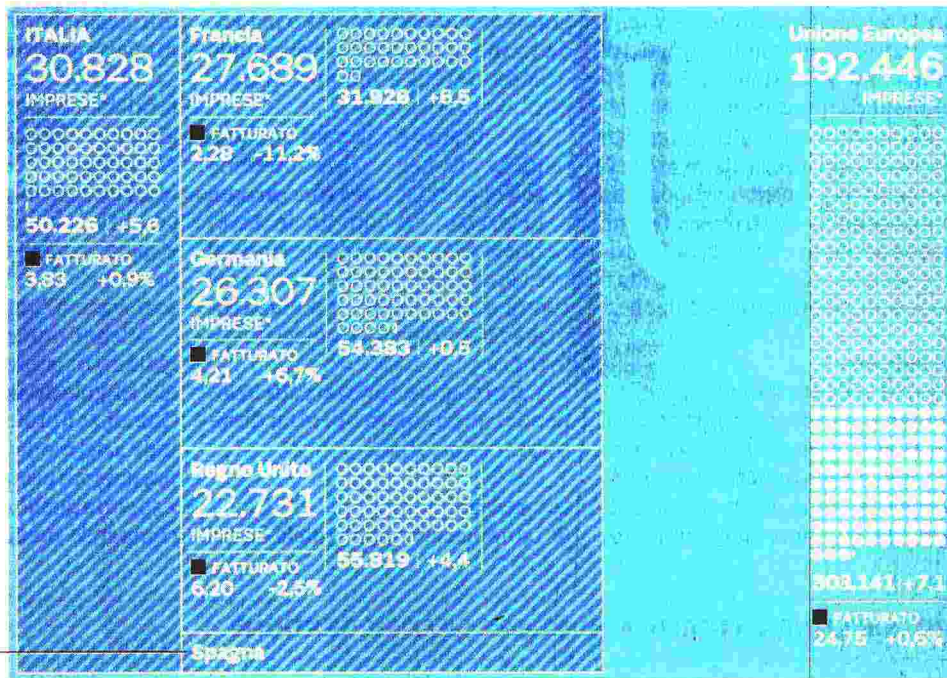 ITALIA
30.828
IMPRESE*
50.226 | +5,6
FATTURATO
3,83 +0,9%
Francia
27.689
IMPRESE*
31.926 | +6,5
FATTURATO
2,28 -11,2%
Germania
26.307
IMPRESE*
54.383 | +0,5
FATTURATO
4,21 +6,7%
Regno Unito
22.731
IMPRESE
55.819 | +4,4
FATTURATO
6,20 -2,5%
Spagna
Unione Europea
192.446
IMPRESE*
303.141 | +7,1
FATTURATO
24,75 +0,5%